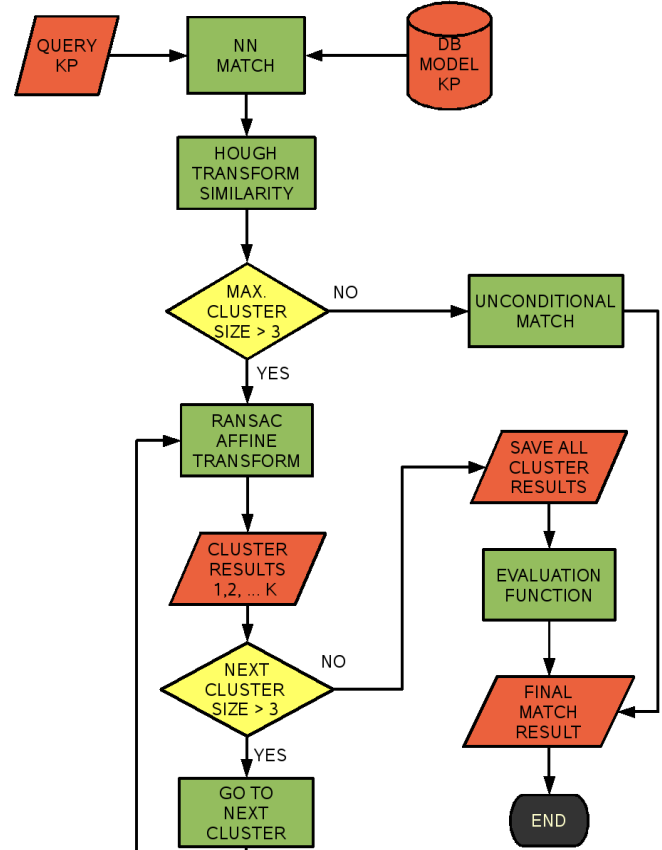 QUERY
KP
NN
MATCH
DB
MODEL
KP
HOUGH
TRANSFORM
SIMILARITY
MAX.
CLUSTER
SIZE > 3
NO
UNCONDITIONAL
MATCH
YES
RANSAC
AFFINE
TRANSFORM
SAVE ALL
CLUSTER
RESULTS
CLUSTER
RESULTS
1,2, ... K
EVALUATION
FUNCTION
NEXT
CLUSTER
SIZE > 3
NO
FINAL
MATCH
RESULT
YES
GO TO
NEXT
CLUSTER
END